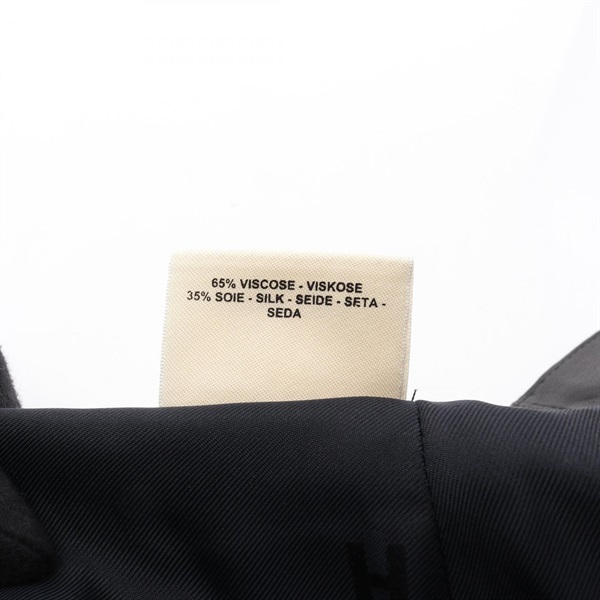 65% VISCOSE - VISKOSE
35% SOIE - SILK - SEIDE - SETA -
SEDA
H